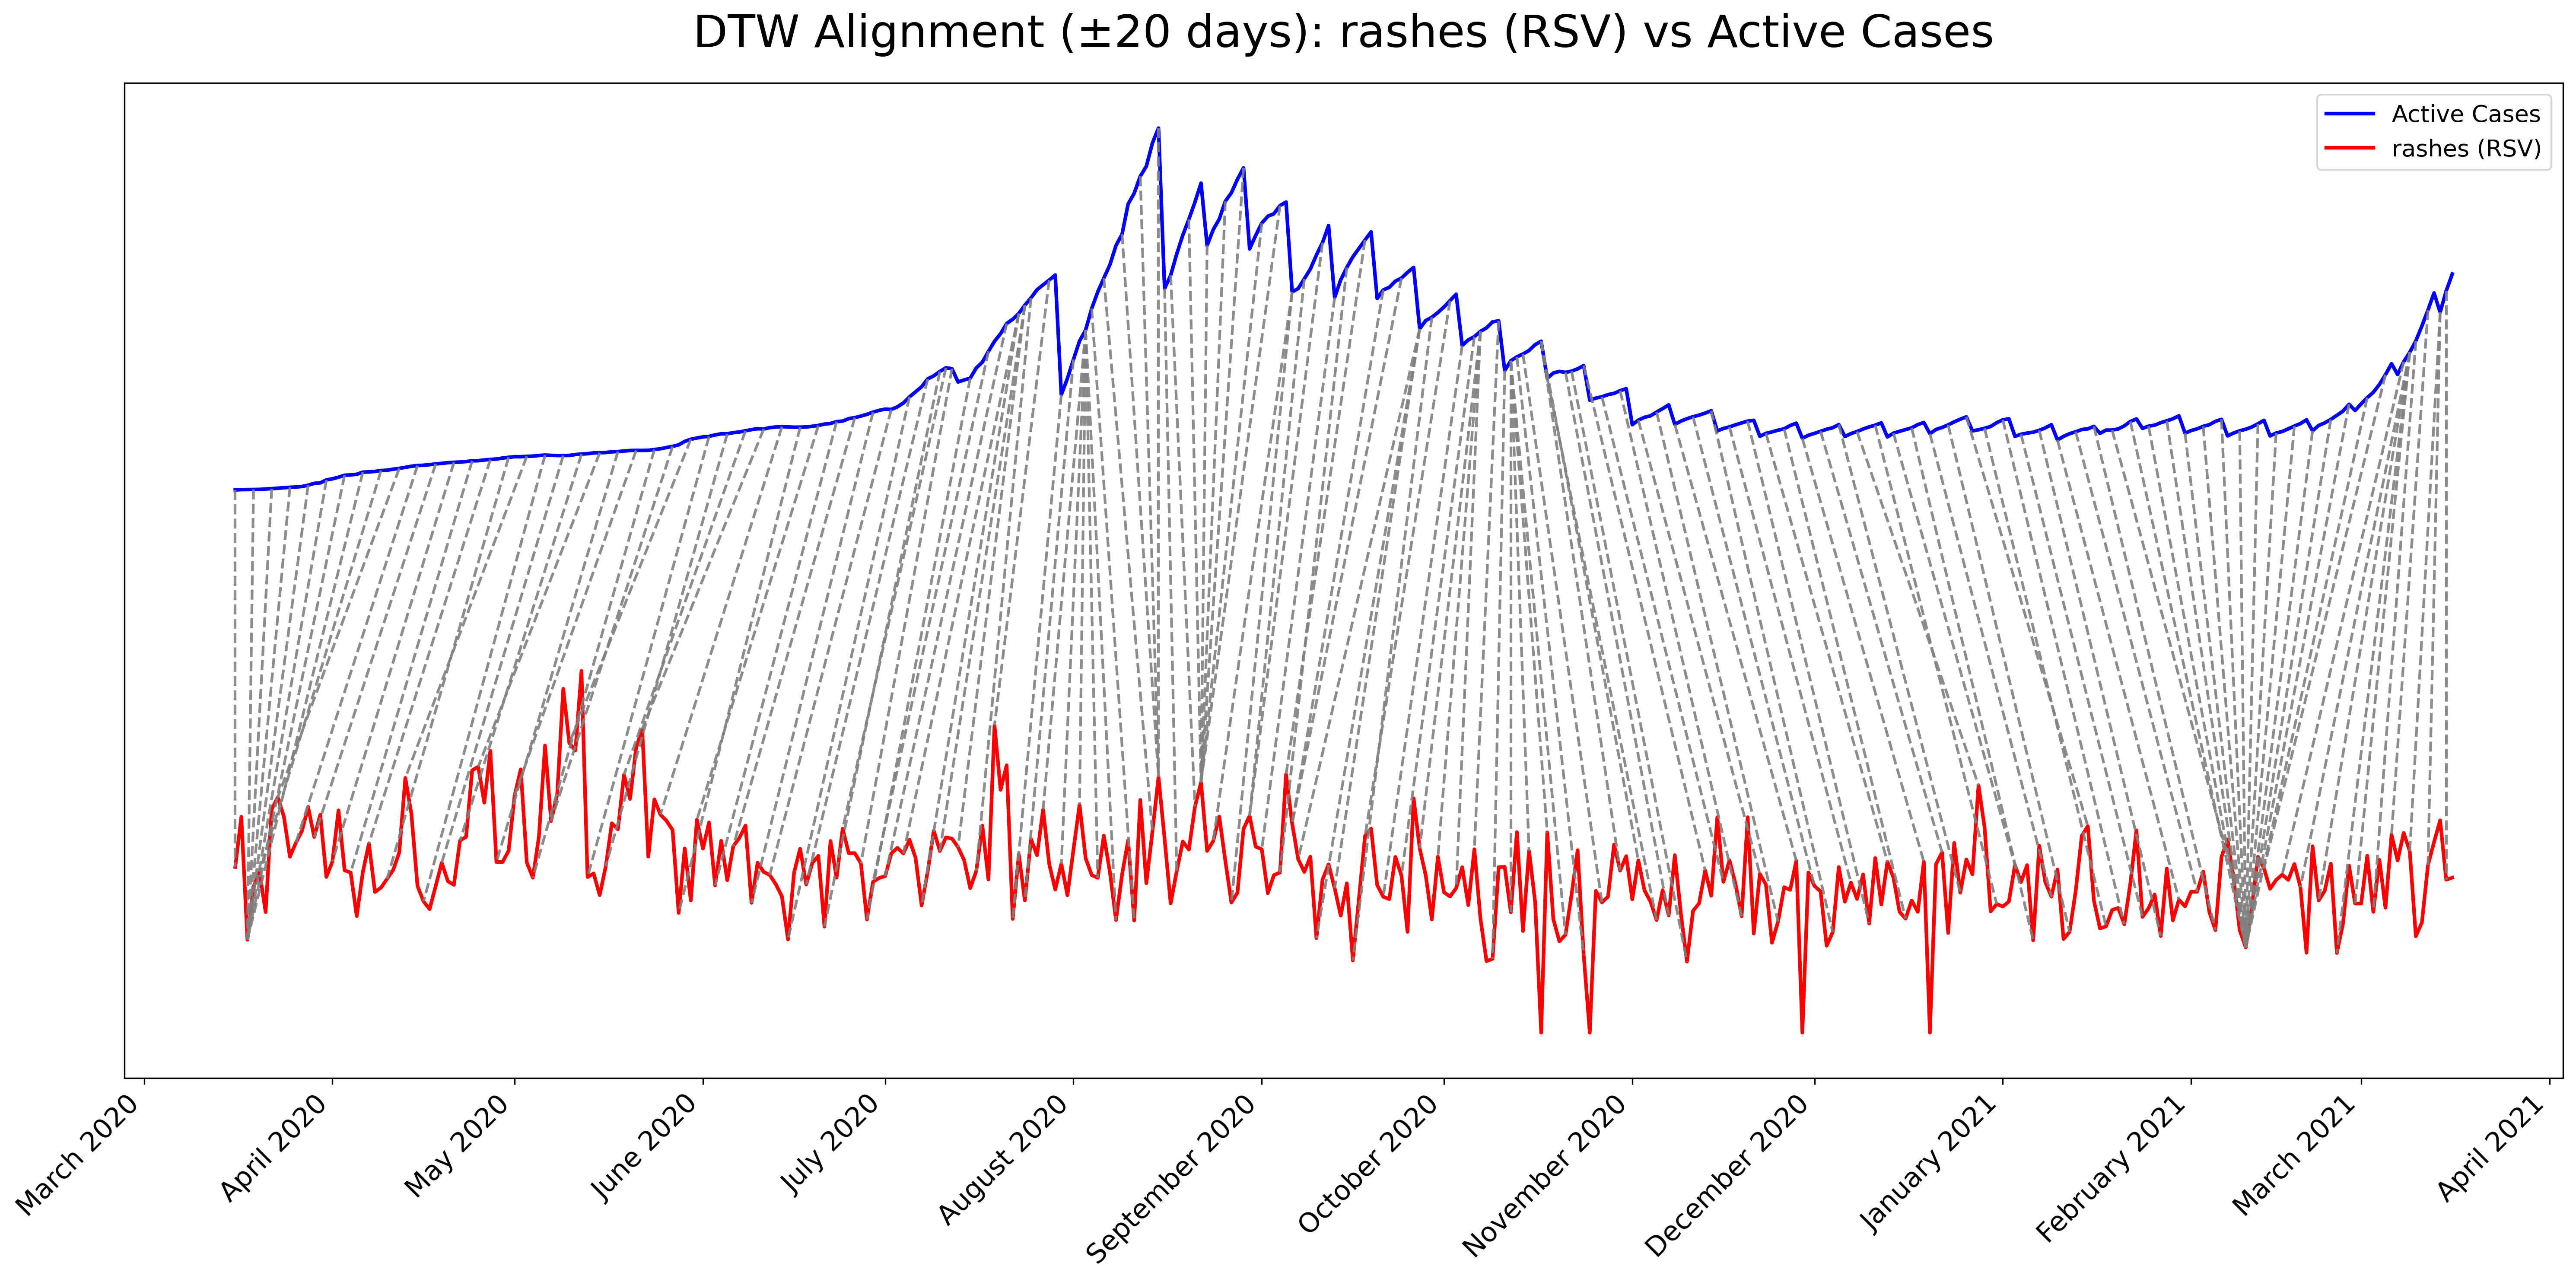 DTW Alignment (±20 days): rashes (RSV) vs Active Cases
Active Cases
rashes (RSV)
March 2020
April 2020
May 2020
June 2020
July 2020
August 2020
September 2020
October 2020
November 2020
December 2020
January 2021
February 2021
March 2021
April 2021